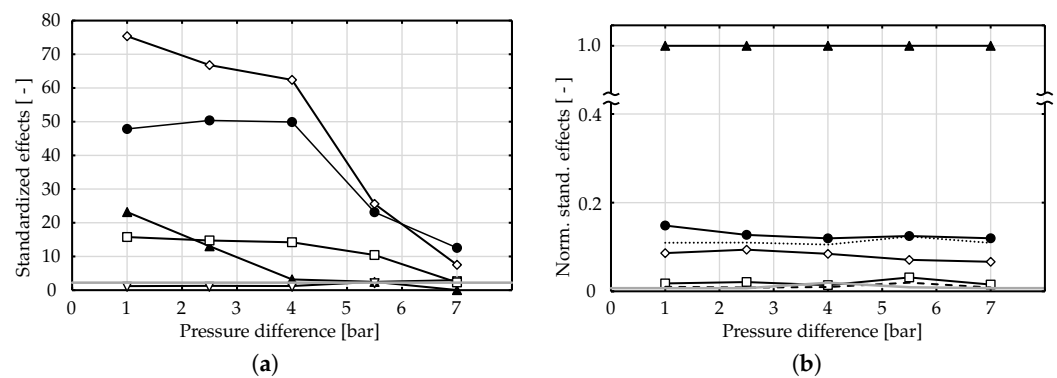 80
70
60
50
40
30
20
10
0
Standardized effects [ - ]
0 1 2 3 4 5 6 7
Pressure difference [bar]
(a)
1.0
0.4
0.2
0
Norm. stand. effects [ - ]
0 1 2 3 4 5 6 7
Pressure difference [bar]
(b)